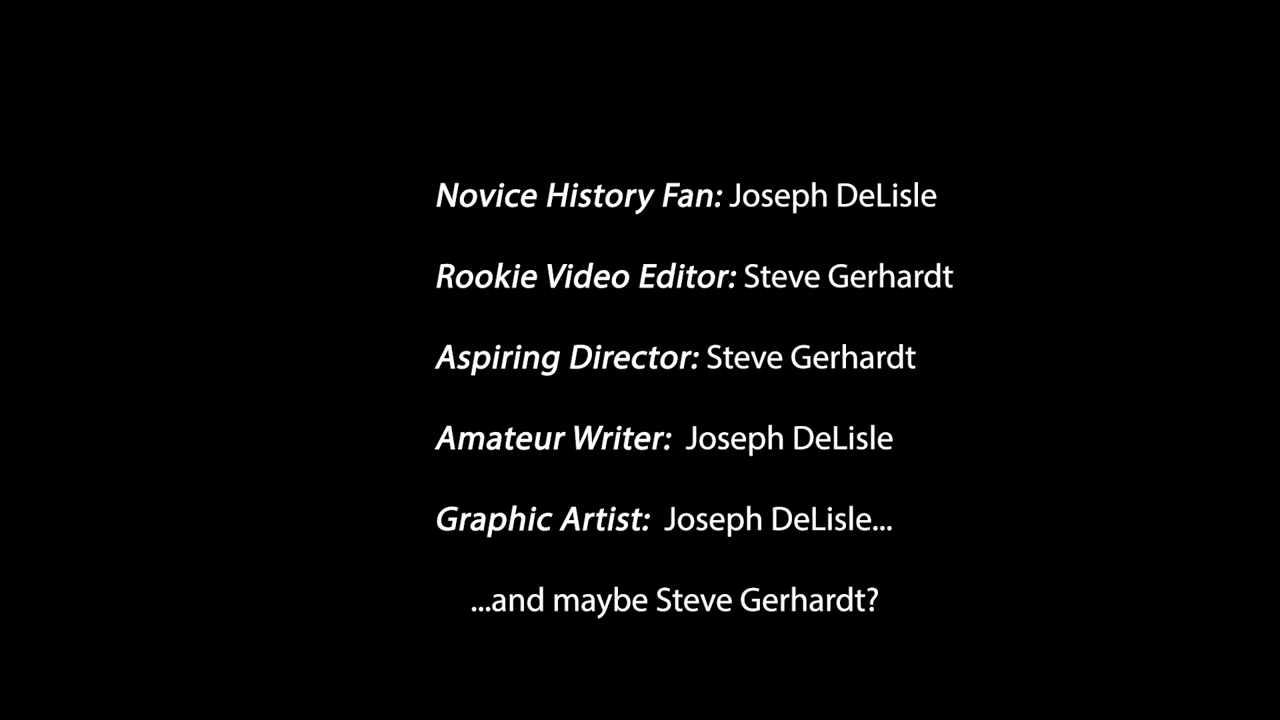 Novice History Fan: Joseph DeLisle
Rookie Video Editor: Steve Gerhardt
Aspiring Director: Steve Gerhardt
Amateur Writer: Joseph DeLisle
Graphic Artist: Joseph DeLisle...
...and maybe Steve Gerhardt?